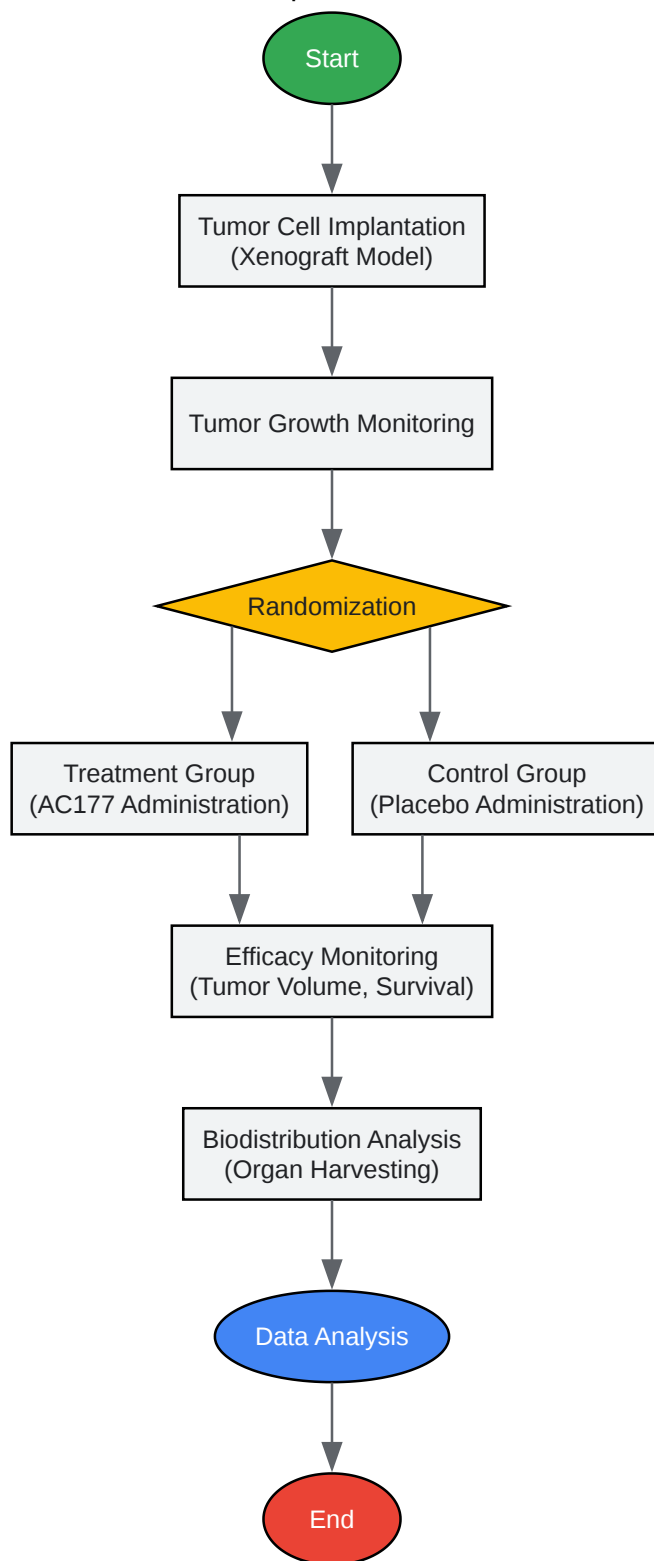 Start
Tumor Cell Implantation
(Xenograft Model)
Tumor Growth Monitoring
Randomization
Treatment Group
(AC177 Administration)
Control Group
(Placebo Administration)
Efficacy Monitoring
(Tumor Volume, Survival)
Biodistribution Analysis
(Organ Harvesting)
Data Analysis
End